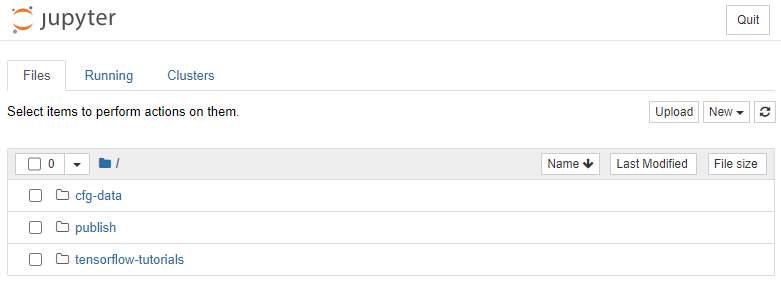 jupyter
Quit
Files Running Clusters
Select items to perform actions on them.
Upload New
0 / Name Last Modified File size
cfg-data
publish
tensorflow-tutorials